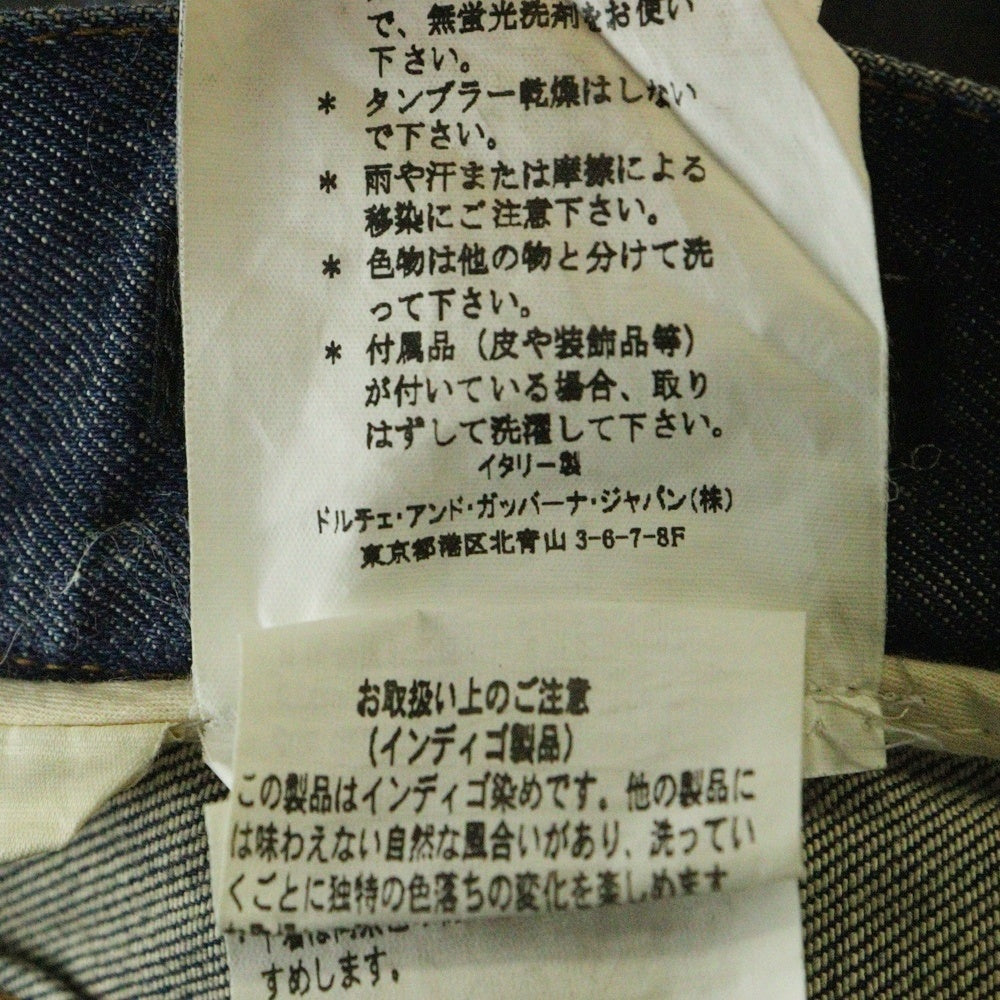 で、無蛍光洗剤をお使い
下さい。
* タンブラー乾燥はしない
で下さい。
* 雨や汗または摩擦による
移染にご注意下さい。
* 色物は他の物と分けて洗
って下さい。
* 付属品（皮や装飾品等）
が付いている場合、取り
はずして洗濯して下さい。
イタリー製
ドルチェ・アンド・ガッバーナ・ジャパン(株)
東京都港区北青山 3-6-7-8F
お取扱い上のご注意
(インディゴ製品)
この製品はインディゴ染めです。他の製品に
は味わえない自然な風合いがあり、洗ってい
くごとに独特の色落ちの変化を楽しめます
すめします。